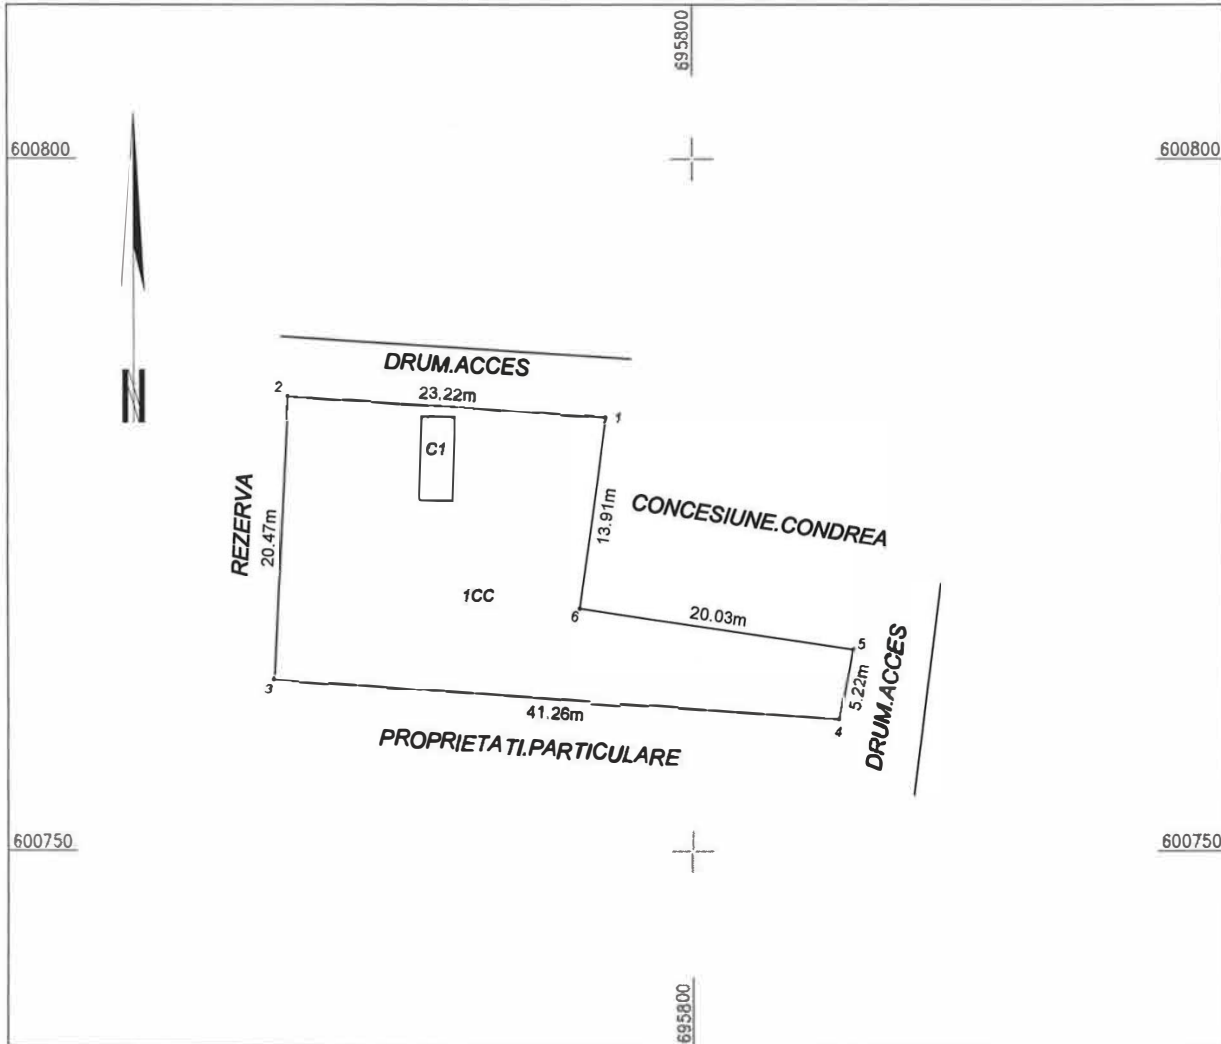 695800
600800
600800
N
DRUM.ACCES
2
23.22m
1
C1
REZERVA
20.47m
13.91m
CONCESIUNE.CONDREA
1CC
6
20.03m
5
5.22m
DRUM.ACCES
3
41.26m
4
PROPRIETATI.PARTICULARE
600750
600750
695800